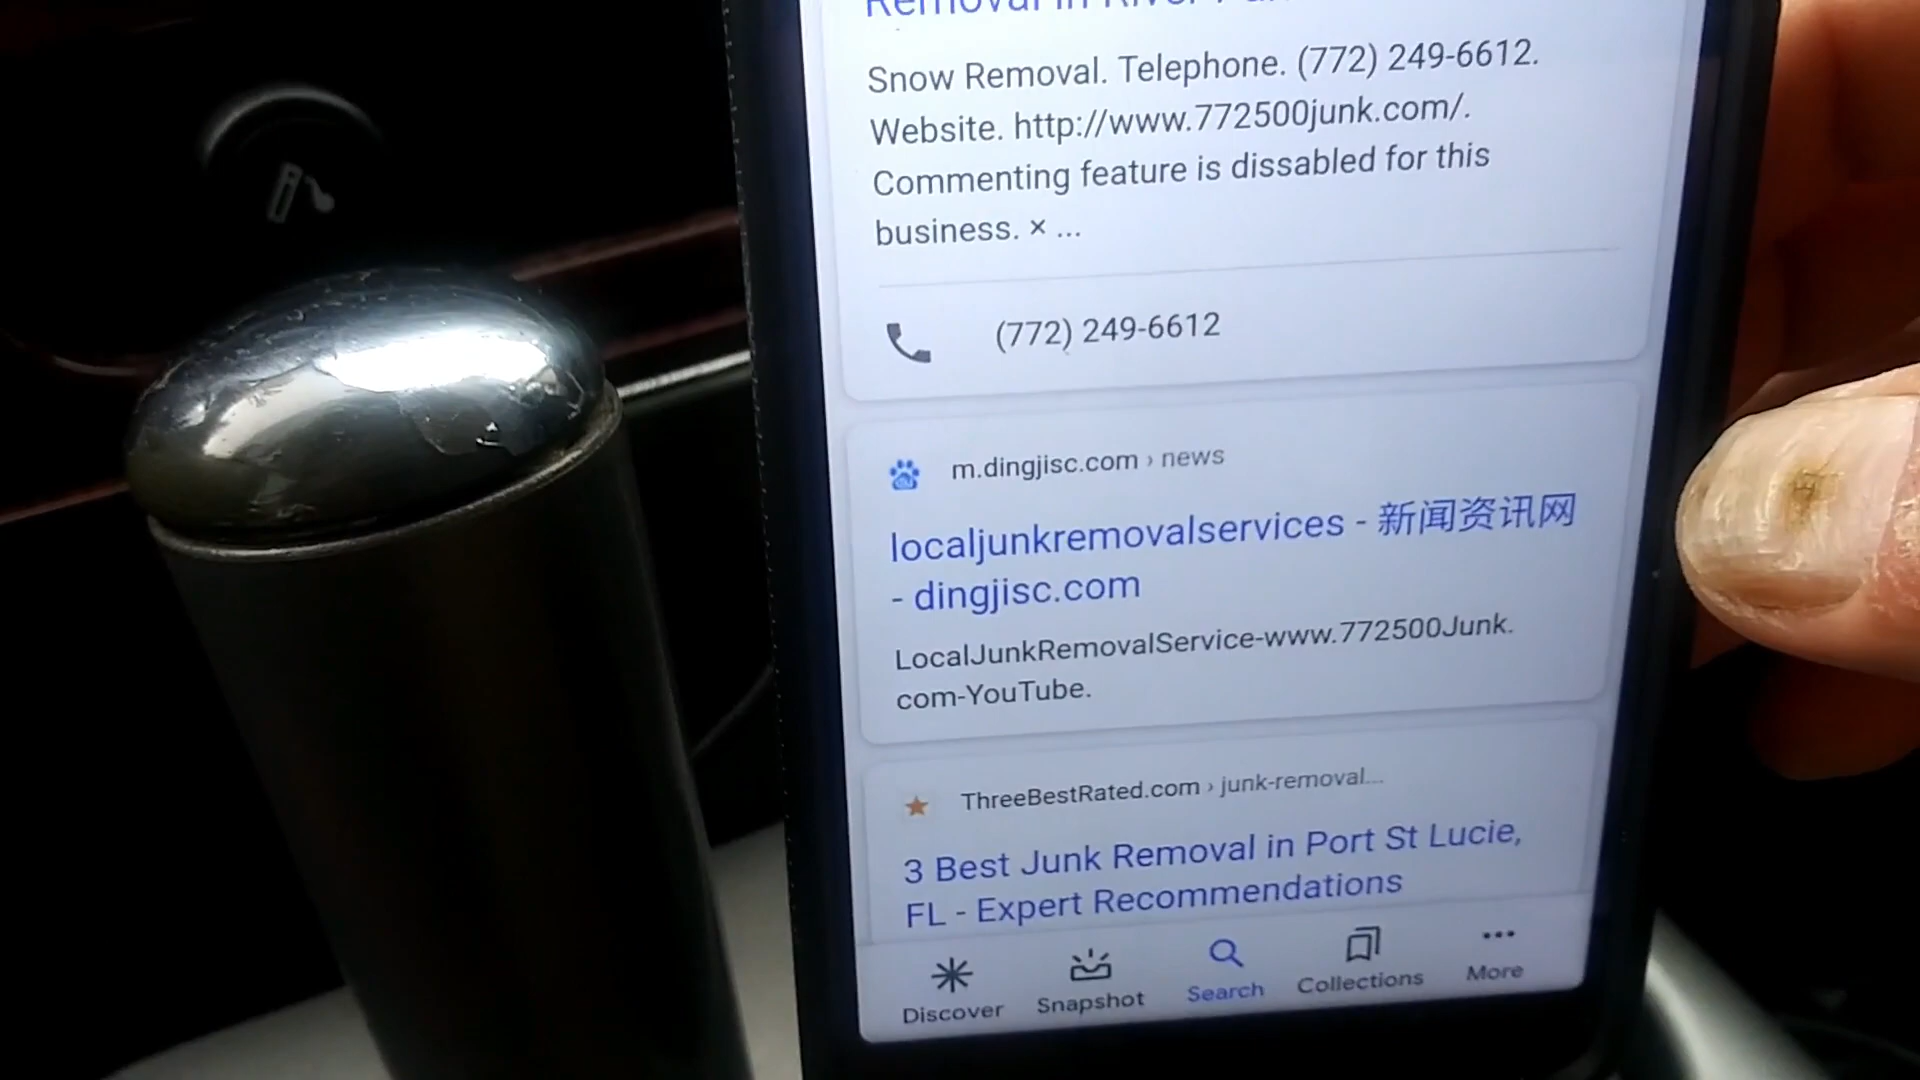 Removal in River
Snow Removal. Telephone. (772) 249-6612.
Website. http://www.772500junk.com/.
Commenting feature is dissabled for this
business. × ...
(772) 249-6612
m.dingjisc.com › news
localjunkremovalservices - 新闻资讯网
- dingjisc.com
LocalJunkRemovalService-www.772500Junk.
com-YouTube.
ThreeBestRated.com › junk-removal...
3 Best Junk Removal in Port St Lucie,
FL - Expert Recommendations
Discover
Snapshot
Search
Collections
More